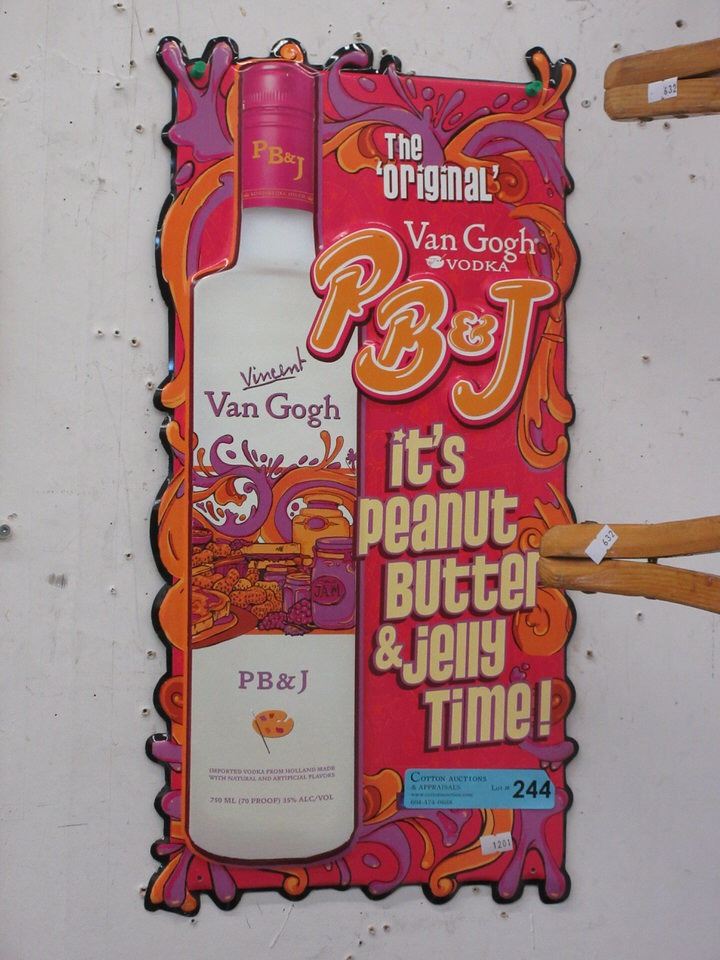 PB&J
The
'Original'
Van Gogh
VODKA
PB&J
Vincent
Van Gogh
it's
peanut
Butter
& jelly
Time!
JAM
PB&J
IMPORTED VODKA FROM HOLLAND MADE
WITH NATURAL AND ARTIFICIAL FLAVORS
750 ML (70 PROOF) 35% ALC/VOL
COTTON AUCTIONS
& APPRAISALS
Lot # 244
1201
632
632